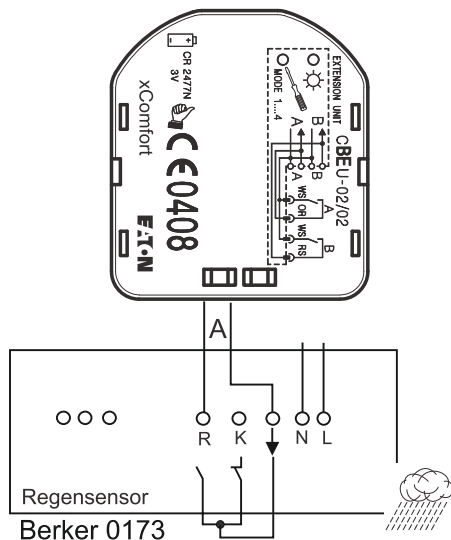 CR 2477N
3V
xComfort
CE0408
EATON
MODE 1....4
EXTENSION UNIT
CBEU-02/02
A
B
A
B
WS
OR
A
WS
RS
B
A
R
K
N
L
Regensensor
Berker 0173